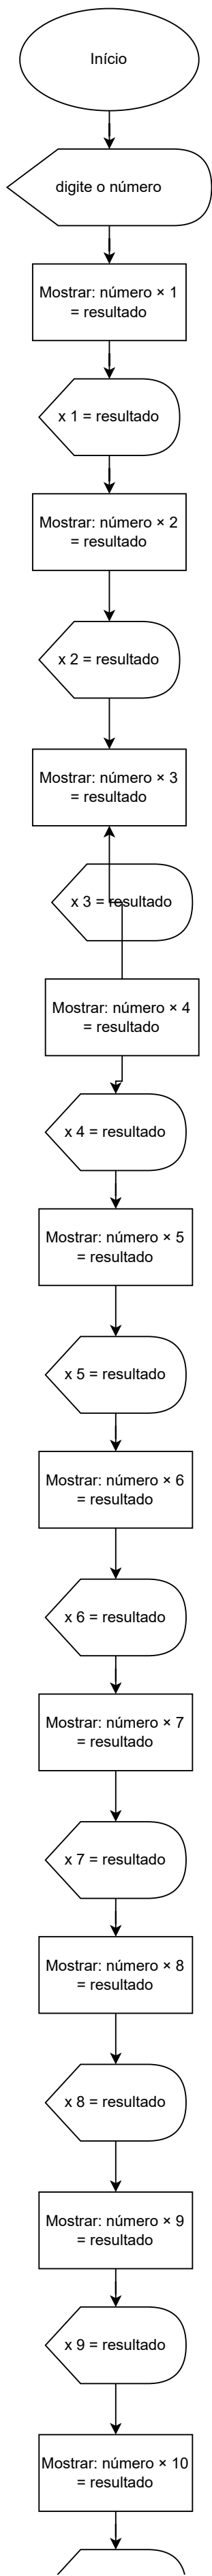 Início
digite o número
Mostrar: número × 1
= resultado
x 1 = resultado
Mostrar: número × 2
= resultado
x 2 = resultado
Mostrar: número × 3
= resultado
x 3 = resultado
Mostrar: número × 4
= resultado
x 4 = resultado
Mostrar: número × 5
= resultado
x 5 = resultado
Mostrar: número × 6
= resultado
x 6 = resultado
Mostrar: número × 7
= resultado
x 7 = resultado
Mostrar: número × 8
= resultado
x 8 = resultado
Mostrar: número × 9
= resultado
x 9 = resultado
Mostrar: número × 10
= resultado